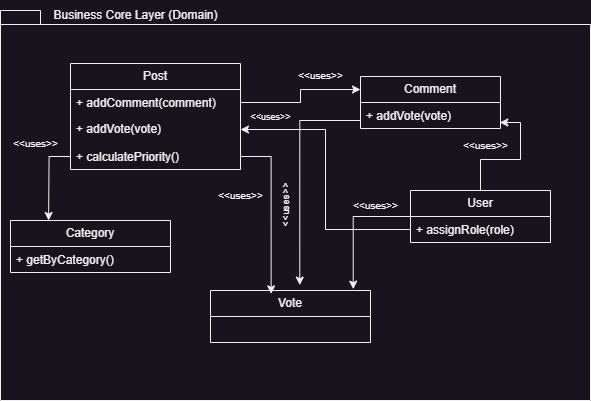 Business Core Layer (Domain)
Post
+ addComment(comment)
+ addVote(vote)
+ calculatePriority()
<<uses>>
Comment
+ addVote(vote)
<<uses>>
<<uses>>
<<uses>>
<<uses>>
<<uses>>
<<uses>>
User
+ assignRole(role)
Category
+ getByCategory()
Vote